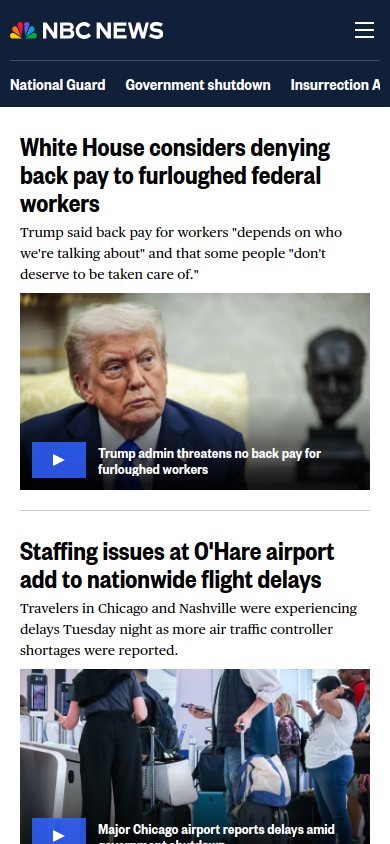 NBC NEWS
National Guard Government shutdown Insurrection A
White House considers denying
back pay to furloughed federal
workers
Trump said back pay for workers "depends on who
we're talking about" and that some people "don't
deserve to be taken care of."
Trump admin threatens no back pay for
furloughed workers
Staffing issues at O'Hare airport
add to nationwide flight delays
Travelers in Chicago and Nashville were experiencing
delays Tuesday night as more air traffic controller
shortages were reported.
Major Chicago airport reports delays amid
government shutdown